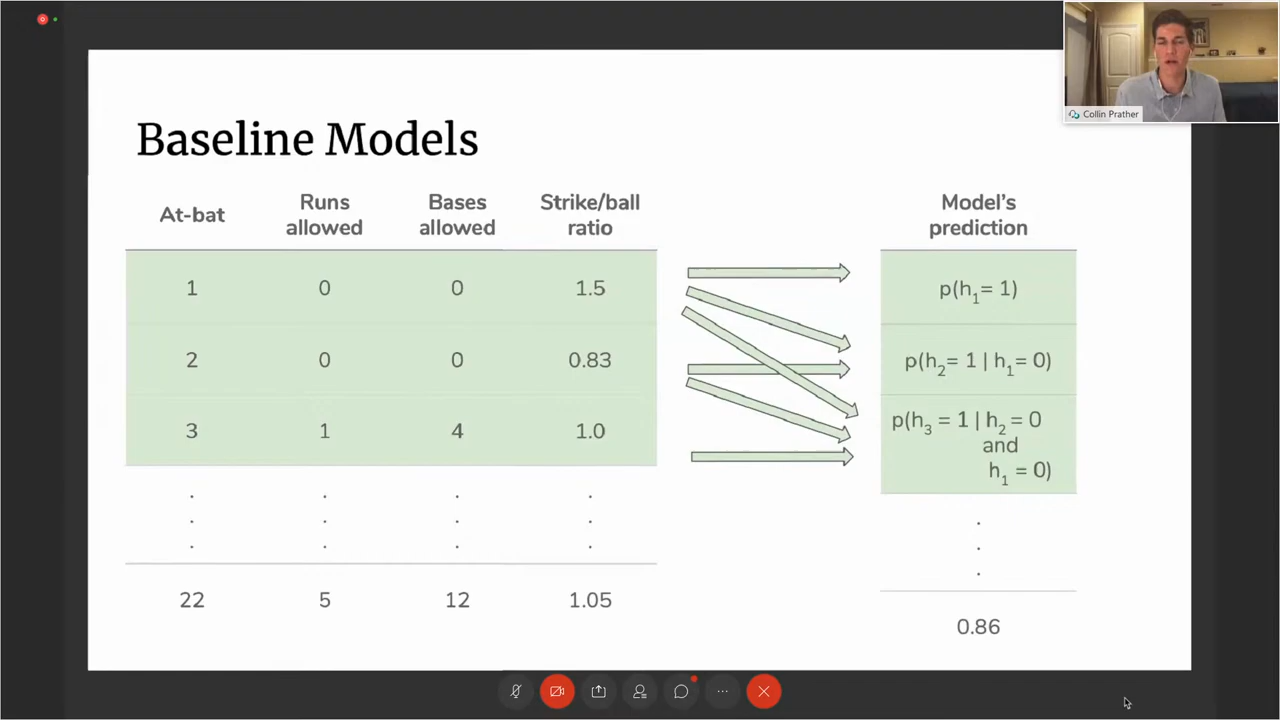 Collin Prather
Baseline Models
At-bat
Runs allowed
Bases allowed
Strike/ball ratio
Model's prediction
1 0 0 1.5 p(h₁= 1)
2 0 0 0.83 p(h₂= 1 | h₁= 0)
3 1 4 1.0 p(h₃ = 1 | h₂ = 0
and
h₁ = 0)
. . . . .
. . . . .
. . . . .
22 5 12 1.05 0.86